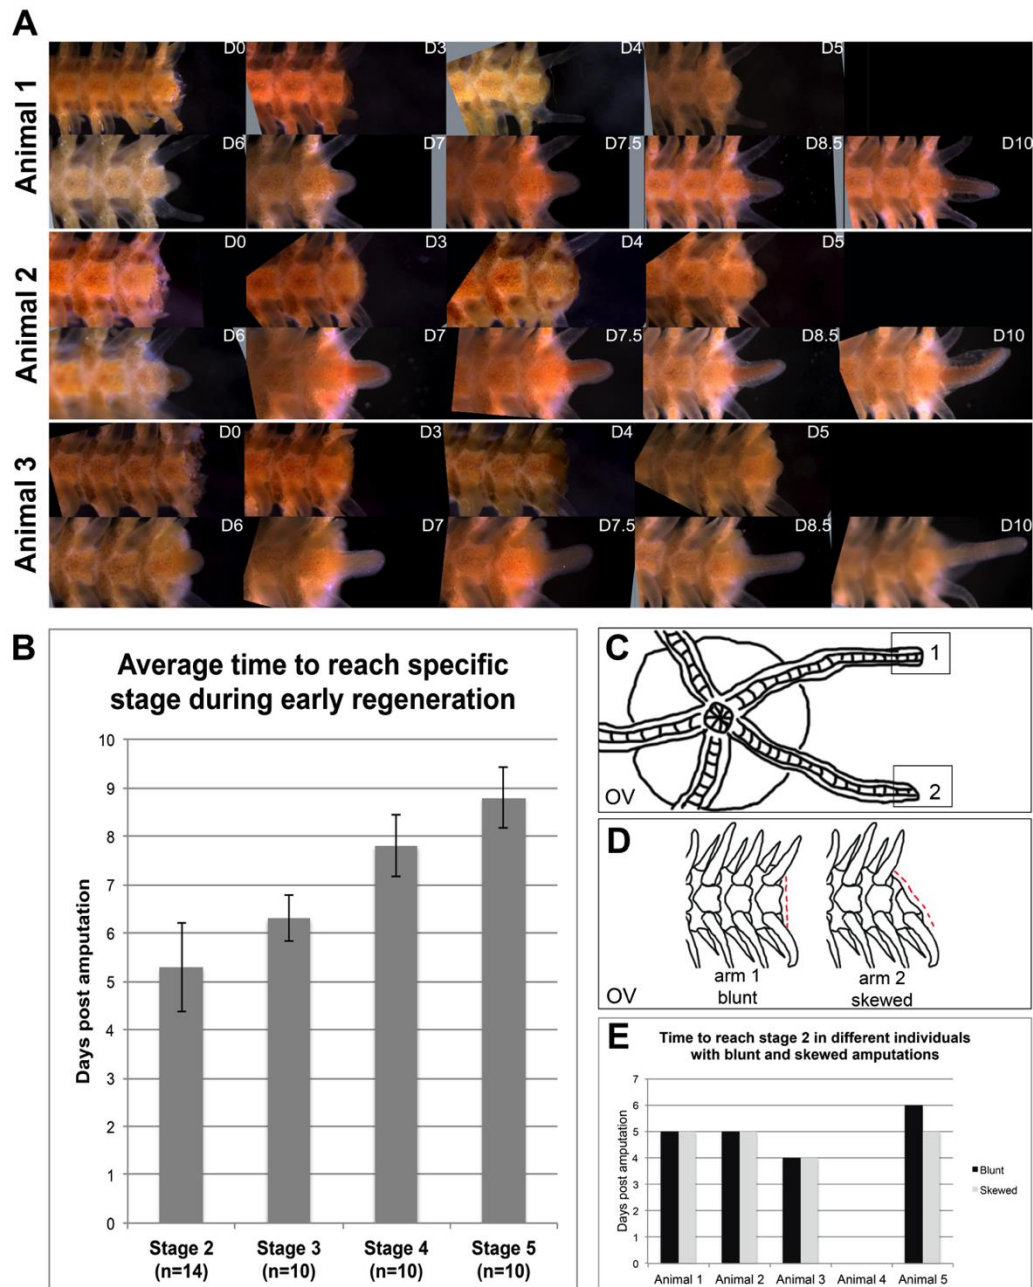 A
Animal 1
D0 D3 D4 D5
D6 D7 D7.5 D8.5 D10
Animal 2
D0 D3 D4 D5
D6 D7 D7.5 D8.5 D10
Animal 3
D0 D3 D4 D5
D6 D7 D7.5 D8.5 D10
B
Average time to reach specific
stage during early regeneration
Days post amputation
10
9
8
7
6
5
4
3
2
1
0
Stage 2 Stage 3 Stage 4 Stage 5
(n=14) (n=10) (n=10) (n=10)
C
1
2
OV
D
arm 1 arm 2
blunt skewed
OV
E
Time to reach stage 2 in different individuals
with blunt and skewed amputations
Days post amputation
7
6
5
4
3
2
1
0
Blunt
Skewed
Animal 1 Animal 2 Animal 3 Animal 4 Animal 5